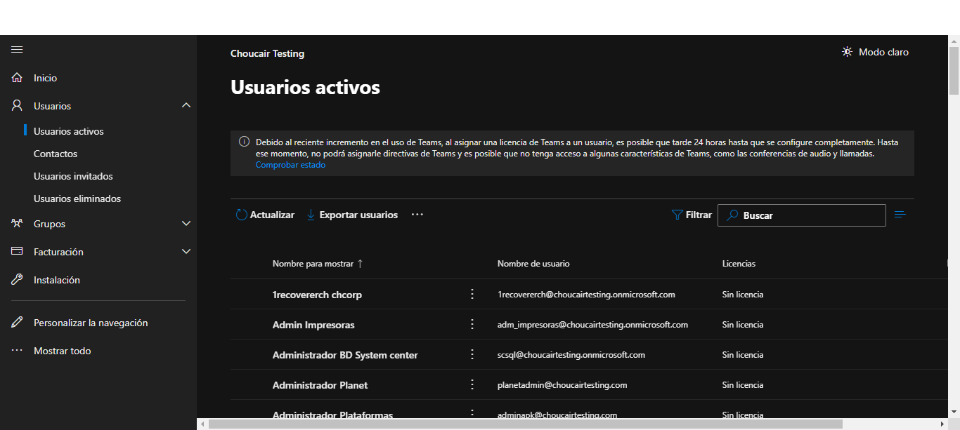 Choucair Testing
Modo claro
Inicio
Usuarios
Usuarios activos
Contactos
Usuarios invitados
Usuarios eliminados
Grupos
Facturación
Instalación
Personalizar la navegación
Mostrar todo
Usuarios activos
Debido al reciente incremento en el uso de Teams, al asignar una licencia de Teams a un usuario, es posible que tarde 24 horas hasta que se configure completamente. Hasta
ese momento, no podrá asignarle directivas de Teams y es posible que no tenga acceso a algunas características de Teams, como las conferencias de audio y llamadas.
Comprobar estado
Actualizar Exportar usuarios ··· Filtrar Buscar
Nombre para mostrar ↑ Nombre de usuario Licencias
1recovererch chcorp 1recovererch@choucairtesting.onmicrosoft.com Sin licencia
Admin Impresoras adm_impresoras@choucairtesting.onmicrosoft.com Sin licencia
Administrador BD System center scsql@choucairtesting.onmicrosoft.com Sin licencia
Administrador Planet planetadmin@choucairtesting.com Sin licencia
Administrador Plataformas adminapk@choucairtesting.com Sin licencia